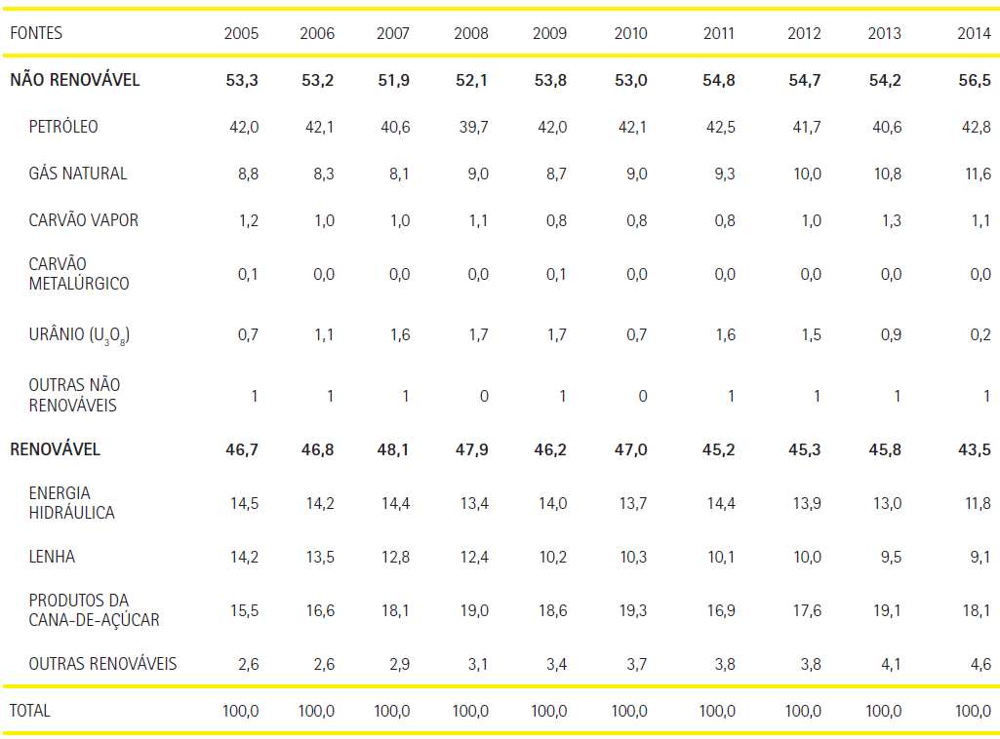 FONTES 2005 2006 2007 2008 2009 2010 2011 2012 2013 2014
NÃO RENOVÁVEL 53,3 53,2 51,9 52,1 53,8 53,0 54,8 54,7 54,2 56,5
PETRÓLEO 42,0 42,1 40,6 39,7 42,0 42,1 42,5 41,7 40,6 42,8
GÁS NATURAL 8,8 8,3 8,1 9,0 8,7 9,0 9,3 10,0 10,8 11,6
CARVÃO VAPOR 1,2 1,0 1,0 1,1 0,8 0,8 0,8 1,0 1,3 1,1
CARVÃO
METALÚRGICO 0,1 0,0 0,0 0,0 0,1 0,0 0,0 0,0 0,0 0,0
URÂNIO (U₃O₈) 0,7 1,1 1,6 1,7 1,7 0,7 1,6 1,5 0,9 0,2
OUTRAS NÃO
RENOVÁVEIS 1 1 1 0 1 0 1 1 1 1
RENOVÁVEL 46,7 46,8 48,1 47,9 46,2 47,0 45,2 45,3 45,8 43,5
ENERGIA
HIDRÁULICA 14,5 14,2 14,4 13,4 14,0 13,7 14,4 13,9 13,0 11,8
LENHA 14,2 13,5 12,8 12,4 10,2 10,3 10,1 10,0 9,5 9,1
PRODUTOS DA
CANA-DE-AÇÚCAR 15,5 16,6 18,1 19,0 18,6 19,3 16,9 17,6 19,1 18,1
OUTRAS RENOVÁVEIS 2,6 2,6 2,9 3,1 3,4 3,7 3,8 3,8 4,1 4,6
TOTAL 100,0 100,0 100,0 100,0 100,0 100,0 100,0 100,0 100,0 100,0